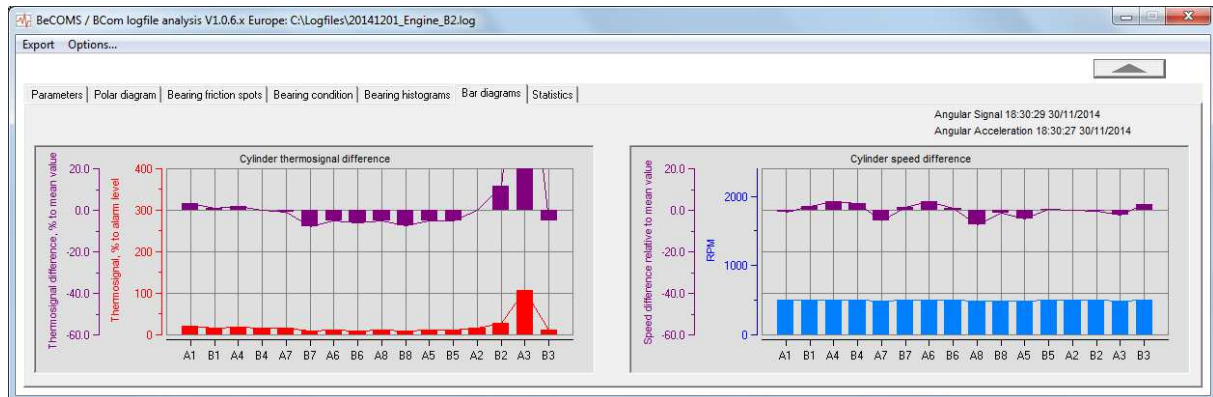 BeCOMS / BCom logfile analysis V1.0.6.x Europe: C:\Logfiles\20141201_Engine_B2.log
Export Options...
Parameters Polar diagram Bearing friction spots Bearing condition Bearing histograms Bar diagrams Statistics
Angular Signal 18:30:29 30/11/2014
Angular Acceleration 18:30:27 30/11/2014
Cylinder thermosignal difference
Thermosignal difference, % to mean value
20.0
0.0
-20.0
-40.0
-60.0
Thermosignal, % to alarm level
400
300
200
100
0
A1 B1 A4 B4 A7 B7 A6 B6 A8 B8 A5 B5 A2 B2 A3 B3
Cylinder speed difference
Speed difference relative to mean value
20.0
0.0
-20.0
-40.0
-60.0
RPM
2000
1000
0
A1 B1 A4 B4 A7 B7 A6 B6 A8 B8 A5 B5 A2 B2 A3 B3